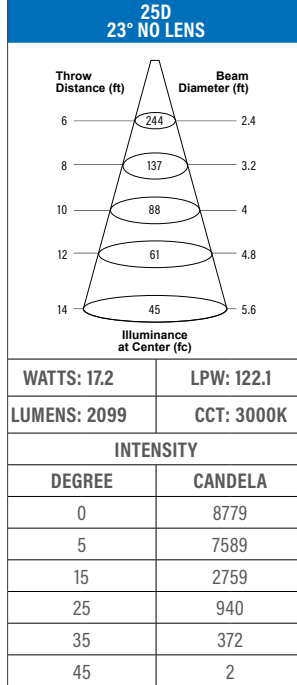 25D
23° NO LENS
Throw
Distance (ft)
Beam
Diameter (ft)
6 244 2.4
8 137 3.2
10 88 4
12 61 4.8
14 45 5.6
Illuminance
at Center (fc)
WATTS: 17.2 LPW: 122.1
LUMENS: 2099 CCT: 3000K
INTENSITY
DEGREE CANDELA
0 8779
5 7589
15 2759
25 940
35 372
45 2